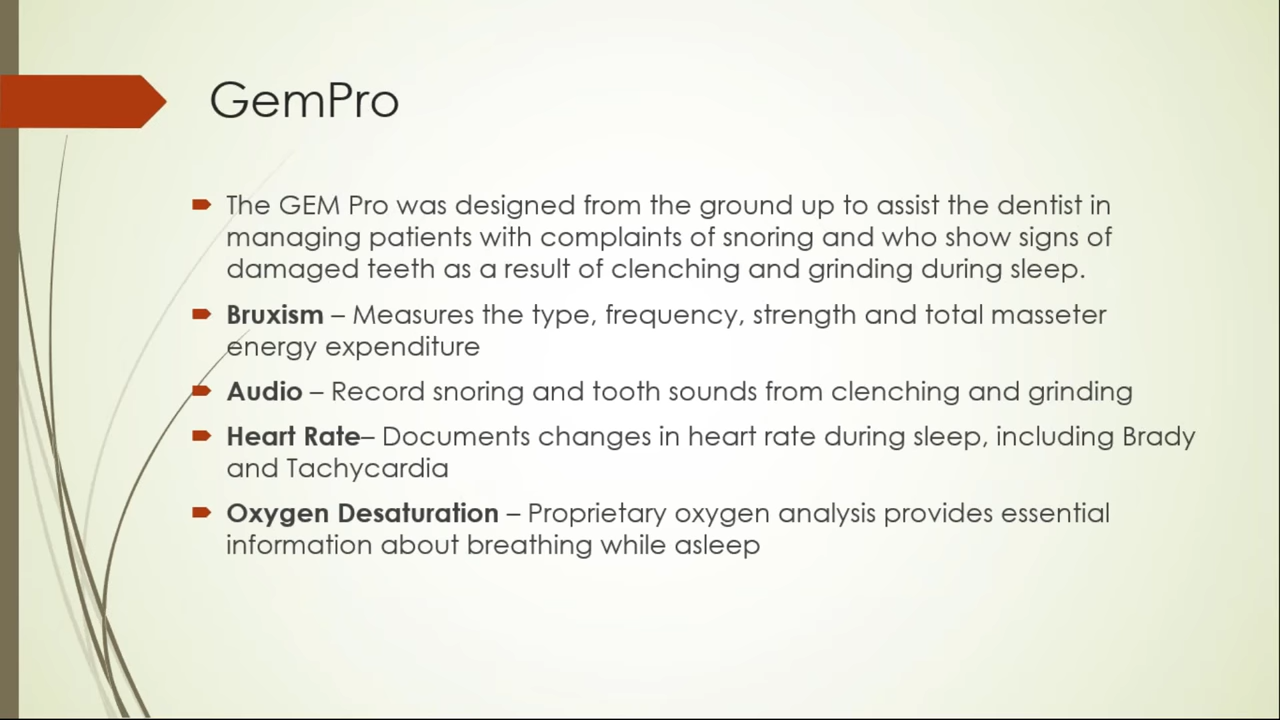 GemPro
The GEM Pro was designed from the ground up to assist the dentist in
managing patients with complaints of snoring and who show signs of
damaged teeth as a result of clenching and grinding during sleep.
Bruxism – Measures the type, frequency, strength and total masseter
energy expenditure
Audio – Record snoring and tooth sounds from clenching and grinding
Heart Rate– Documents changes in heart rate during sleep, including Brady
and Tachycardia
Oxygen Desaturation – Proprietary oxygen analysis provides essential
information about breathing while asleep